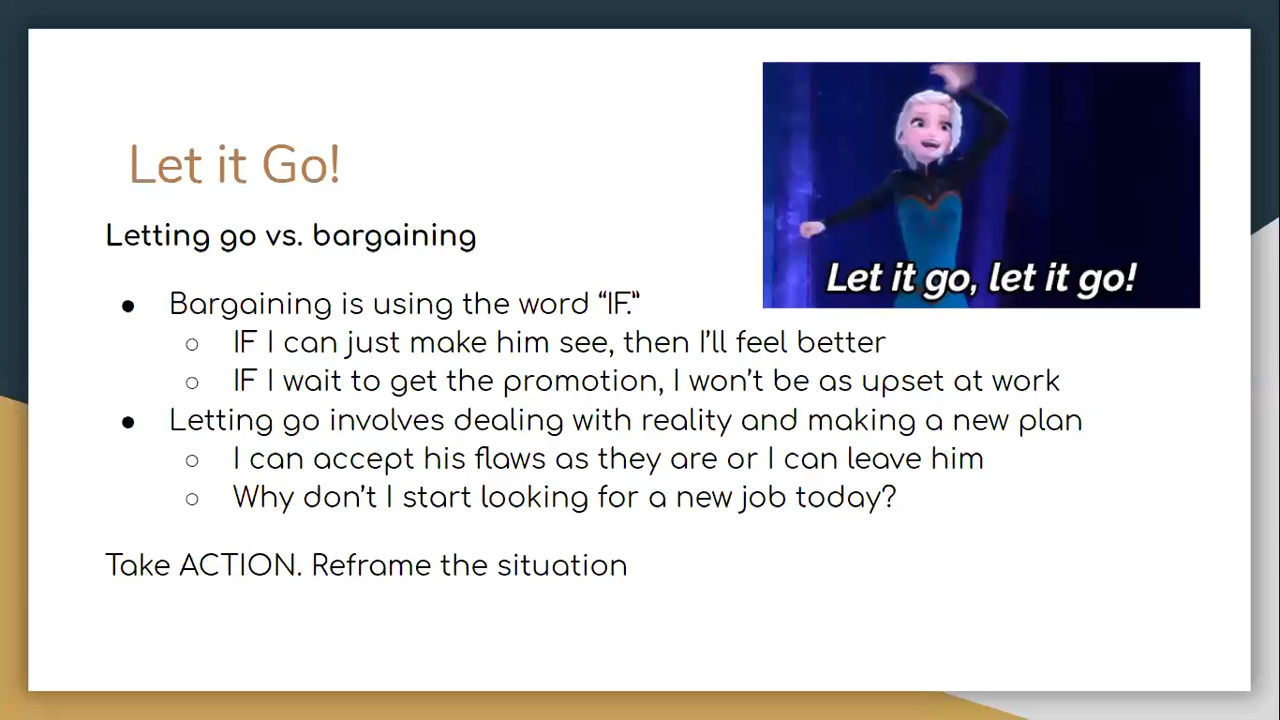 Let it Go!
Let it go, let it go!
Letting go vs. bargaining
● Bargaining is using the word “IF.”
○ IF I can just make him see, then I’ll feel better
○ IF I wait to get the promotion, I won’t be as upset at work
● Letting go involves dealing with reality and making a new plan
○ I can accept his flaws as they are or I can leave him
○ Why don’t I start looking for a new job today?
Take ACTION. Reframe the situation